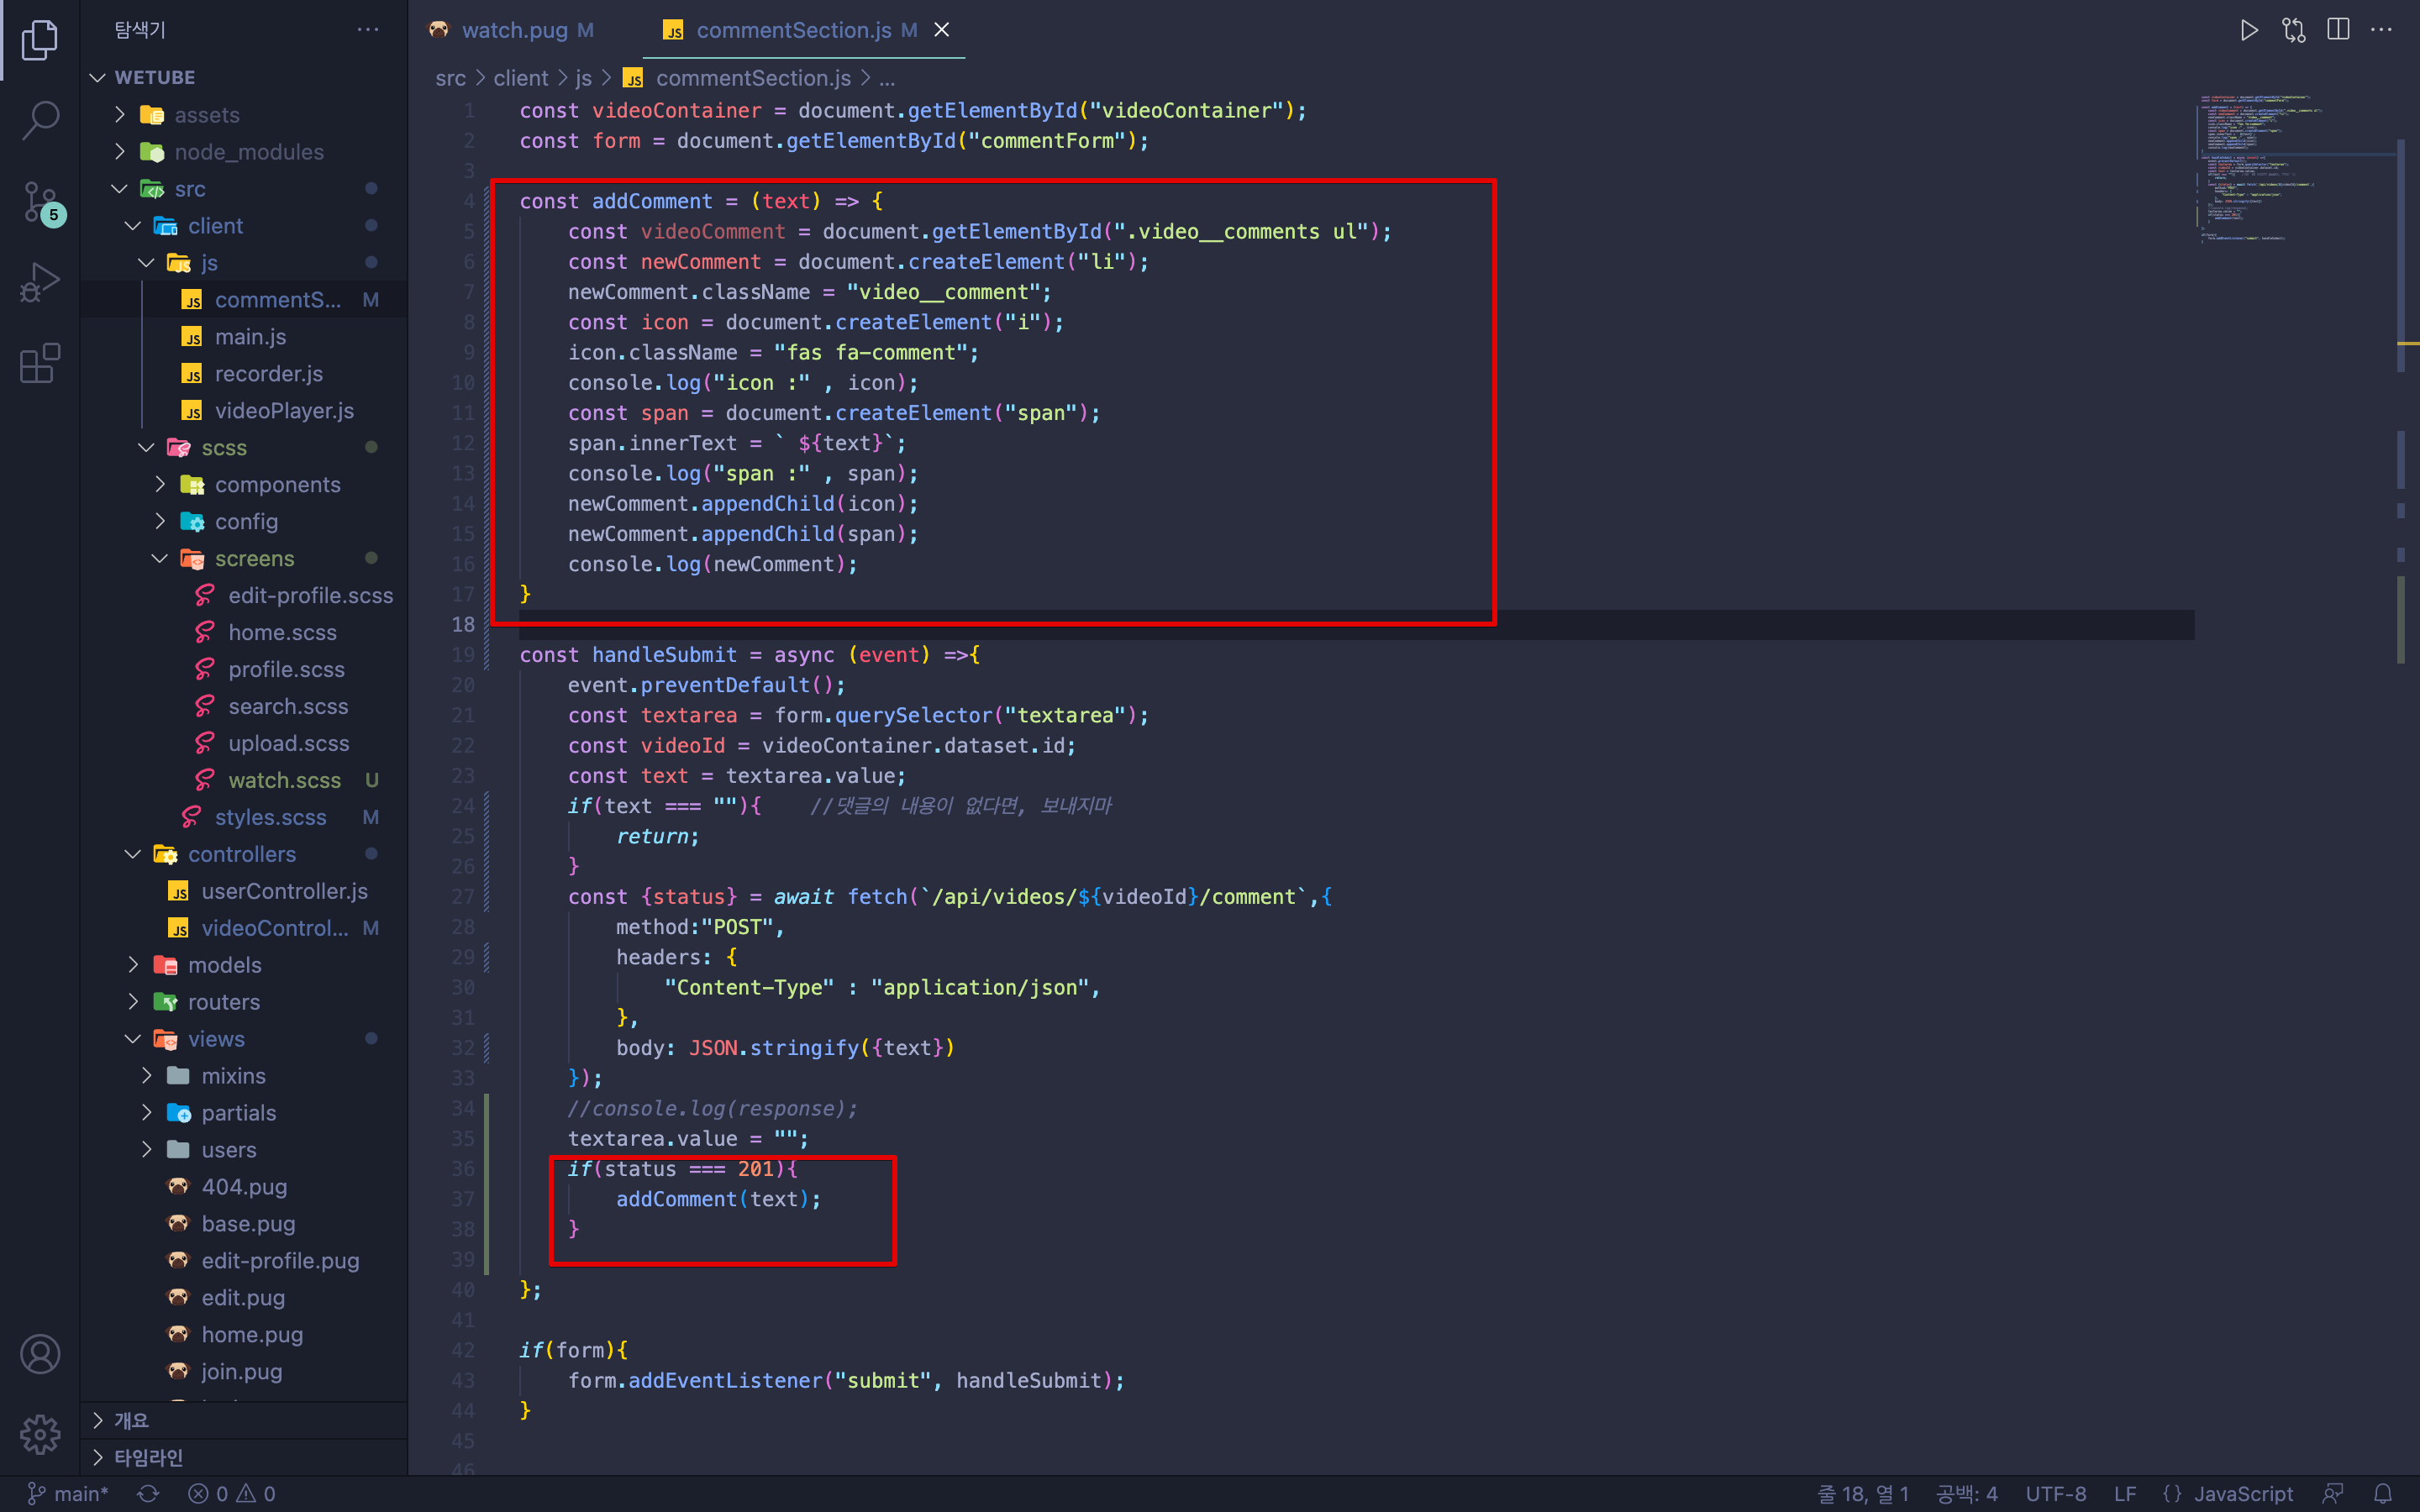 탐색기
WETUBE
assets
node_modules
src
client
js
commentS... M
main.js
recorder.js
videoPlayer.js
scss
components
config
screens
edit-profile.scss
home.scss
profile.scss
search.scss
upload.scss
watch.scss U
styles.scss M
controllers
userController.js
videoControl... M
models
routers
views
mixins
partials
users
404.pug
base.pug
edit-profile.pug
edit.pug
home.pug
join.pug
개요
타임라인
5
watch.pug M
commentSection.js M
src > client > js > commentSection.js > ...
1 const videoContainer = document.getElementById("videoContainer");
2 const form = document.getElementById("commentForm");
3
4 const addComment = (text) => {
5 const videoComment = document.getElementById(".video__comments ul");
6 const newComment = document.createElement("li");
7 newComment.className = "video__comment";
8 const icon = document.createElement("i");
9 icon.className = "fas fa-comment";
10 console.log("icon :" , icon);
11 const span = document.createElement("span");
12 span.innerText = ` ${text}`;
13 console.log("span :" , span);
14 newComment.appendChild(icon);
15 newComment.appendChild(span);
16 console.log(newComment);
17 }
18
19 const handleSubmit = async (event) =>{
20 event.preventDefault();
21 const textarea = form.querySelector("textarea");
22 const videoId = videoContainer.dataset.id;
23 const text = textarea.value;
24 if(text === ""){ //댓글의 내용이 없다면, 보내지마
25 return;
26 }
27 const {status} = await fetch(`/api/videos/${videoId}/comment`,{
28 method:"POST",
29 headers: {
30 "Content-Type" : "application/json",
31 },
32 body: JSON.stringify({text})
33 });
34 //console.log(response);
35 textarea.value = "";
36 if(status === 201){
37 addComment(text);
38 }
39
40 };
41
42 if(form){
43 form.addEventListener("submit", handleSubmit);
44 }
45
46
main* 0 0
줄 18, 열 1 공백: 4 UTF-8 LF {} JavaScript